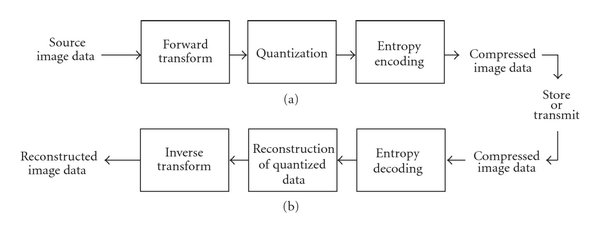 Source
image data
Forward
transform
Quantization
Entropy
encoding
Compressed
image data
(a)
Store
or
transmit
Reconstructed
image data
Inverse
transform
Reconstruction
of quantized
data
Entropy
decoding
Compressed
image data
(b)